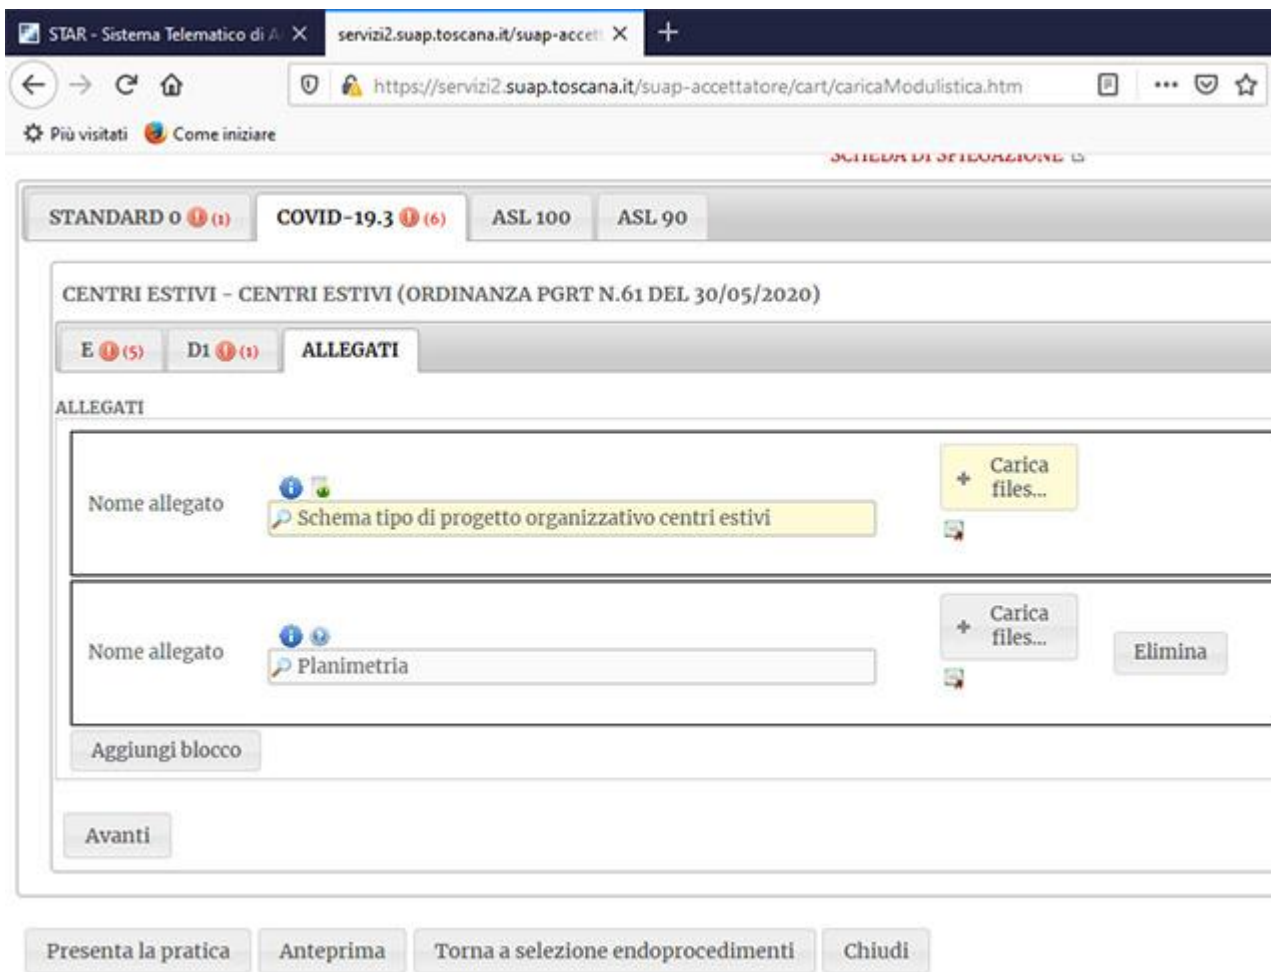 STAR - Sistema Telematico di A
servizi2.suap.toscana.it/suap-accett
https://servizi2.suap.toscana.it/suap-accettatore/cart/caricaModulistica.htm
Più visitati Come iniziare
SCHEDA DI SPIEGAZIONE
STANDARD 0 (1) COVID-19.3 (6) ASL 100 ASL 90
CENTRI ESTIVI - CENTRI ESTIVI (ORDINANZA PGRT N.61 DEL 30/05/2020)
E (5) D1 (1) ALLEGATI
ALLEGATI
Nome allegato
Schema tipo di progetto organizzativo centri estivi
Carica
files...
Nome allegato
Planimetria
Carica
files...
Elimina
Aggiungi blocco
Avanti
Presenta la pratica Anteprima Torna a selezione endoprocedimenti Chiudi